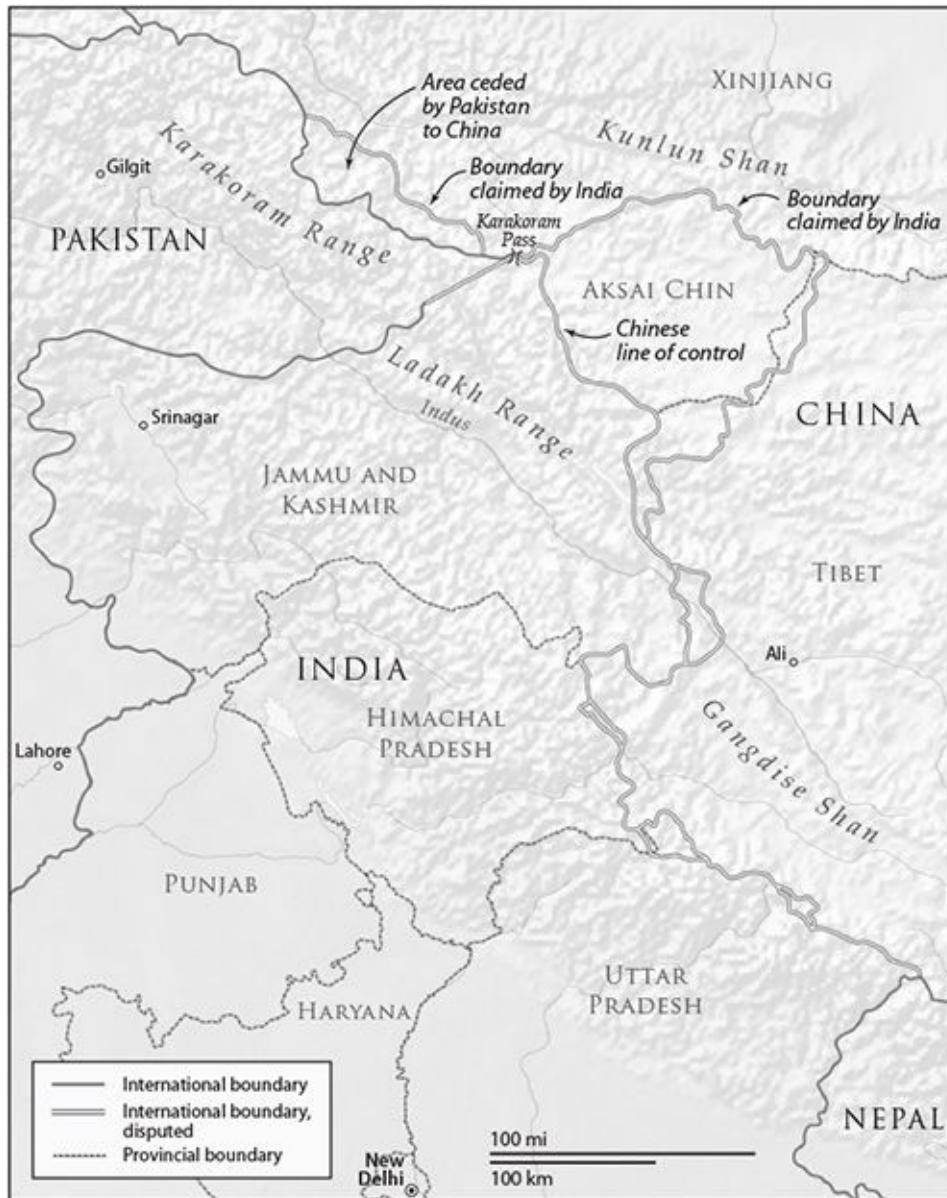 XINJIANG
Area ceded
by Pakistan
to China
Kunlun Shan
Karakoram Range
Gilgit
Boundary
claimed by India
Boundary
claimed by India
Karakoram
Pass
PAKISTAN
AKSAI CHIN
Chinese
line of control
Ladakh Range
Indus
Srinagar
CHINA
JAMMU AND
KASHMIR
TIBET
Ali
INDIA
HIMACHAL
PRADESH
Gangdise Shan
Lahore
PUNJAB
UTTAR
PRADESH
HARYANA
International boundary
International boundary,
disputed
Provincial boundary
NEPAL
100 mi
100 km
New
Delhi